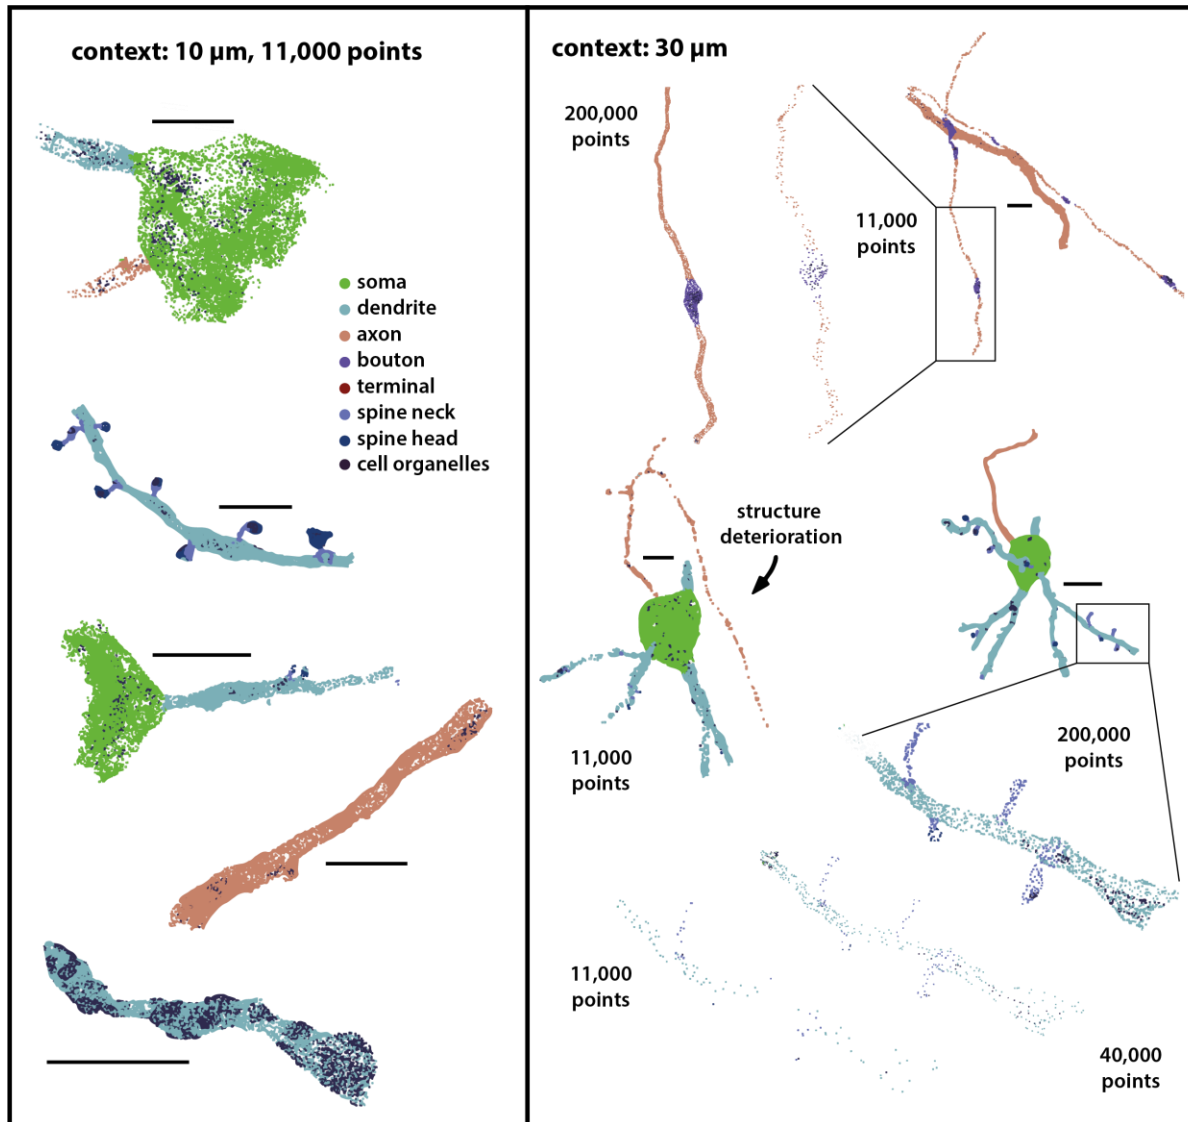 context: 10 µm, 11,000 points
soma
dendrite
axon
bouton
terminal
spine neck
spine head
cell organelles
context: 30 µm
200,000
points
11,000
points
structure
deterioration
11,000
points
200,000
points
11,000
points
40,000
points